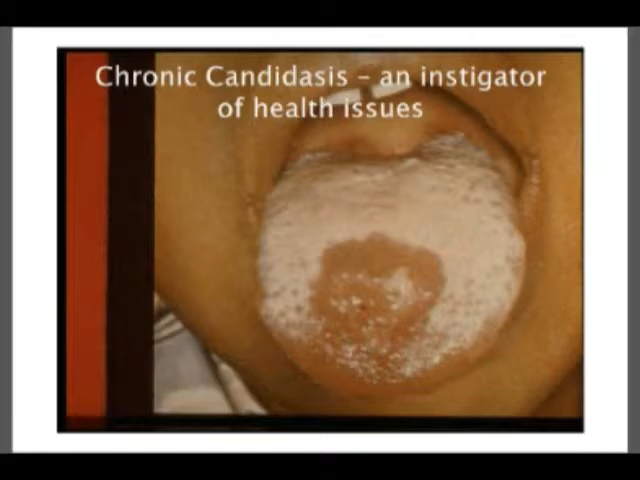 Chronic Candidasis – an instigator
of health issues